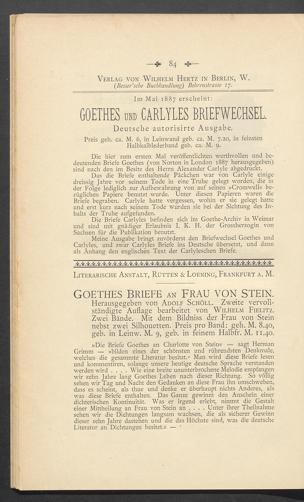 84
VERLAG VON WILHELM HERTZ IN BERLIN, W.
(Besser'sche Buchhandlung) Behrenstrasse 17.
Im Mai 1887 erscheint:
GOETHES UND CARLYLES BRIEFWECHSEL.
Deutsche autorisirte Ausgabe.
Preis geb. ca. M. 6, in Leinwand geb. ca. M. 7.20, in feinsten
Halbkalblederband geb. ca. M. 9.
Die hier zum ersten Mal veröffentlichten werthvollen und be-
deutenden Briefe Goethes (von Norton in London 1887 herausgegeben)
sind nach den im Besitz des Herrn Alexander Carlyle abgedruckt.
Das die Briefe enthaltende Päckchen war von Carlyle einige
dreissig Jahre vor seinem Tode in eine Truhe gelegt worden, die in
der Folge lediglich zur Aufbewahrung von auf seines »Cromwell« be-
züglichen Papiere benutzt wurde. Unter diesen Papieren waren die
Briefe begraben. Carlyle hatte vergessen, wohin er sie gelegt hatte
und erst kurz nach seinem Tode wurden sie bei der Sichtung des In-
halts der Truhe aufgefunden.
Die Briefe Carlyles befinden sich im Goethe-Archiv in Weimar
und sind mit gnädiger Erlaubnis I. K. H. der Grossherzogin von
Sachsen für die Publikation benutzt.
Meine Ausgabe bringt geordnet den Briefwechsel Goethes und
Carlyles, und zwar Carlyles Briefe ins Deutsche übersetzt, und dann
als Anhang den englischen Text der Carlyleschen Briefe.
LITERARISCHE ANSTALT, RÜTTEN & LOENING, FRANKFURT A. M.
GOETHES BRIEFE AN FRAU VON STEIN.
Herausgegeben von ADOLF SCHÖLL. Zweite vervoll-
ständigte Auflage bearbeitet von WILHELM FIELITZ.
Zwei Bände. Mit dem Bildniss der Frau von Stein
nebst zwei Silhouetten. Preis pro Band: geh. M. 8,40,
geb. in Leinw. M. 9, geb. in feinem Halbfr. M. 11.40.
»Die Briefe Goethes an Charlotte von Stein« — sagt Herman
Grimm — »bilden eines der schönsten und rührendsten Denkmale,
welches die gesammte Literatur besitzt.« Man wird diese Briefe lesen
und kommentiren, solange unsere heutige deutsche Sprache verstanden
werden wird . . . . Wie eine breite ununterbrochene Melodie empfangen
wir zehn Jahre lang Goethes Leben nach dieser Richtung. So völlig
sehen wir Tag und Nacht den Gedanken an diese Frau ihn umschweben,
dass es scheint, als thue und denke er überhaupt nichts Anderes, als
was diese Briefe enthalten. Das Ganze gewinnt den Anschein einer
dichterischen Kontinuität. Was er irgend erlebt, nimmt die Gestalt
einer Mittheilung an Frau von Stein an . . . . Unter ihrer Theilnahme
sehen wir die Dichtungen langsam wachsen, die als sicherer Gewinn
dieser zehn Jahre dastehen und die das Höchste sind, was die deutsche
Literatur an Dichtungen besitzt.« —